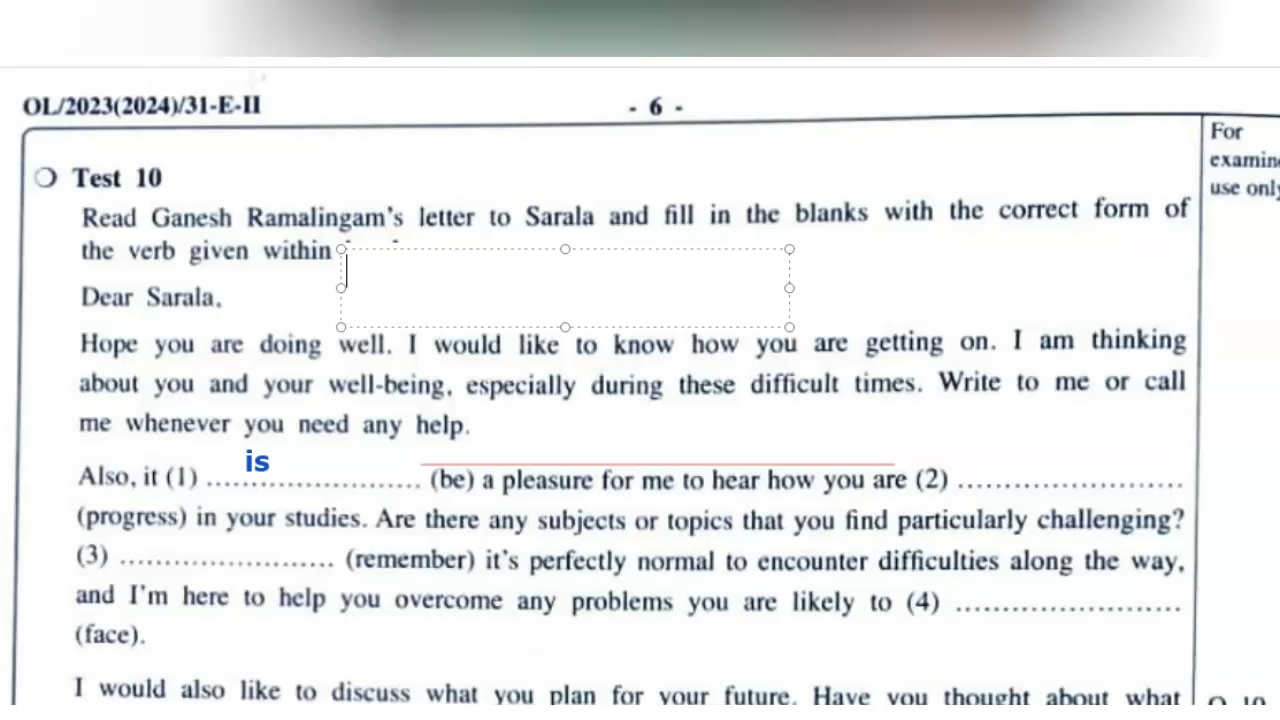 OL/2023(2024)/31-E-II
- 6 -
For
examin
use only
Test 10
Read Ganesh Ramalingam's letter to Sarala and fill in the blanks with the correct form of
the verb given within
Dear Sarala,
Hope you are doing well. I would like to know how you are getting on. I am thinking
about you and your well-being, especially during these difficult times. Write to me or call
me whenever you need any help.
is
Also, it (1) ........................ (be) a pleasure for me to hear how you are (2) ........................
(progress) in your studies. Are there any subjects or topics that you find particularly challenging?
(3) ........................ (remember) it's perfectly normal to encounter difficulties along the way,
and I'm here to help you overcome any problems you are likely to (4) ........................
(face).
I would also like to discuss what you plan for your future. Have you thought about what